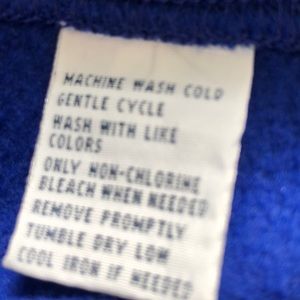 MACHINE WASH COLD
GENTLE CYCLE
WASH WITH LIKE
COLORS
ONLY NON-CHLORINE
BLEACH WHEN NEEDED
REMOVE PROMPTLY
TUMBLE DRY LOW
COOL IRON IF NEEDED